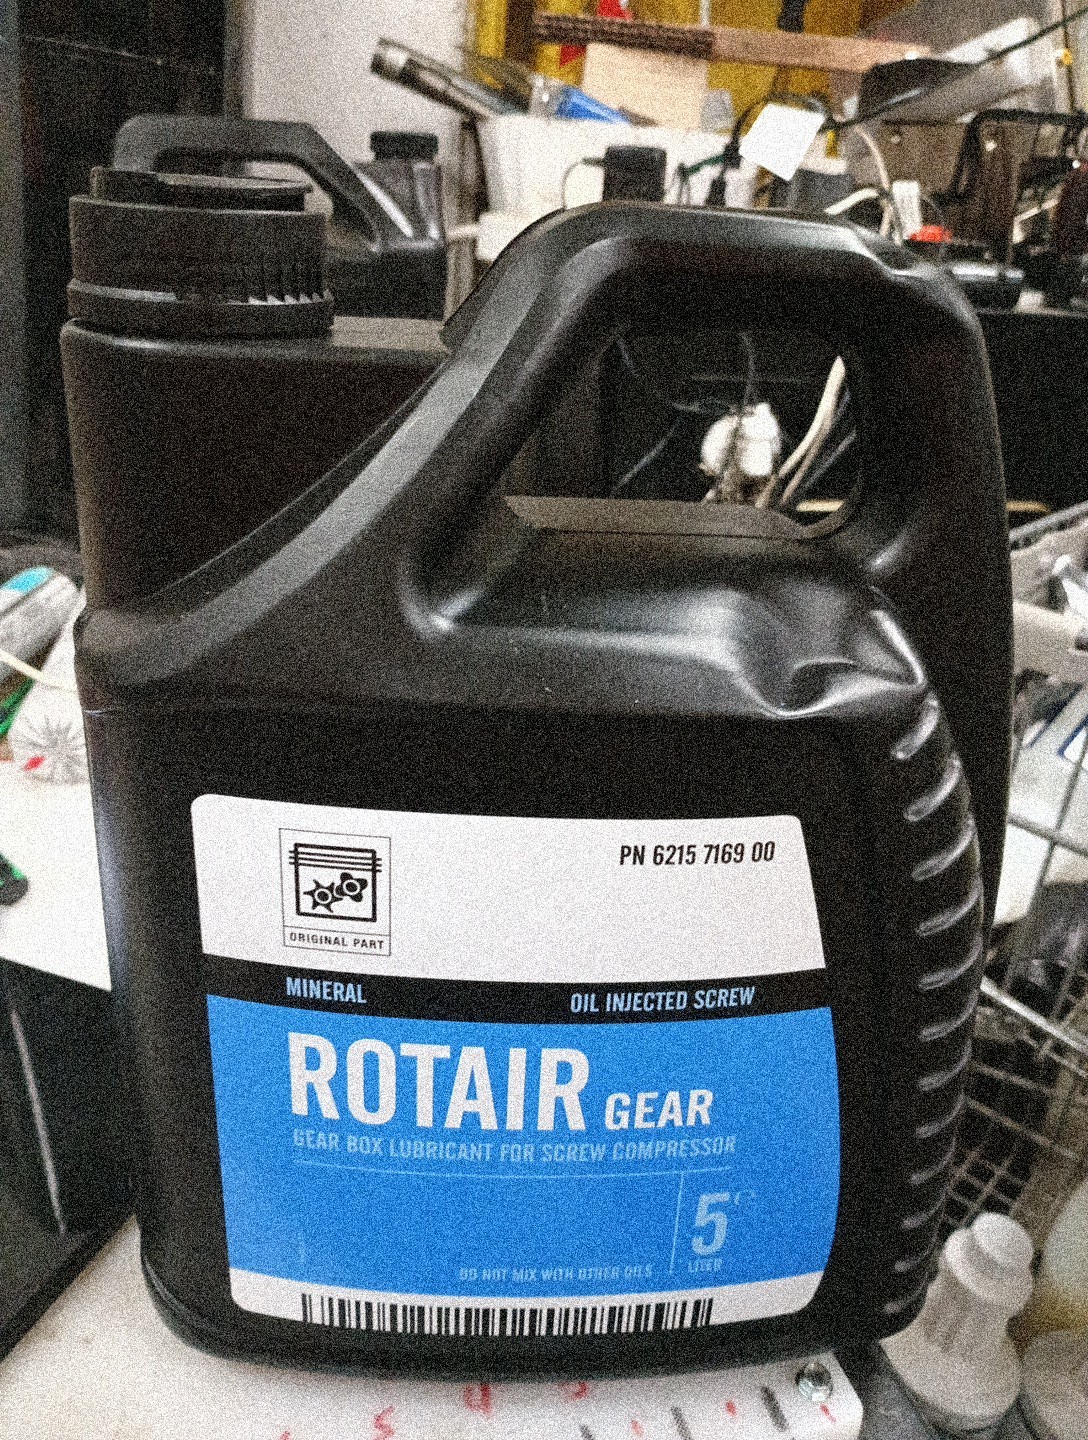 PN 6215 7169 00
ORIGINAL PART
MINERAL
OIL INJECTED SCREW
ROTAIR GEAR
GEAR BOX LUBRICANT FOR SCREW COMPRESSOR
5
LITER
DO NOT MIX WITH OTHER OILS